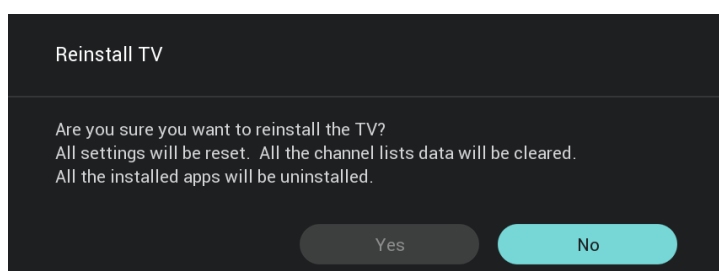 Reinstall TV
Are you sure you want to reinstall the TV?
All settings will be reset.  All the channel lists data will be cleared.
All the installed apps will be uninstalled.
Yes
No